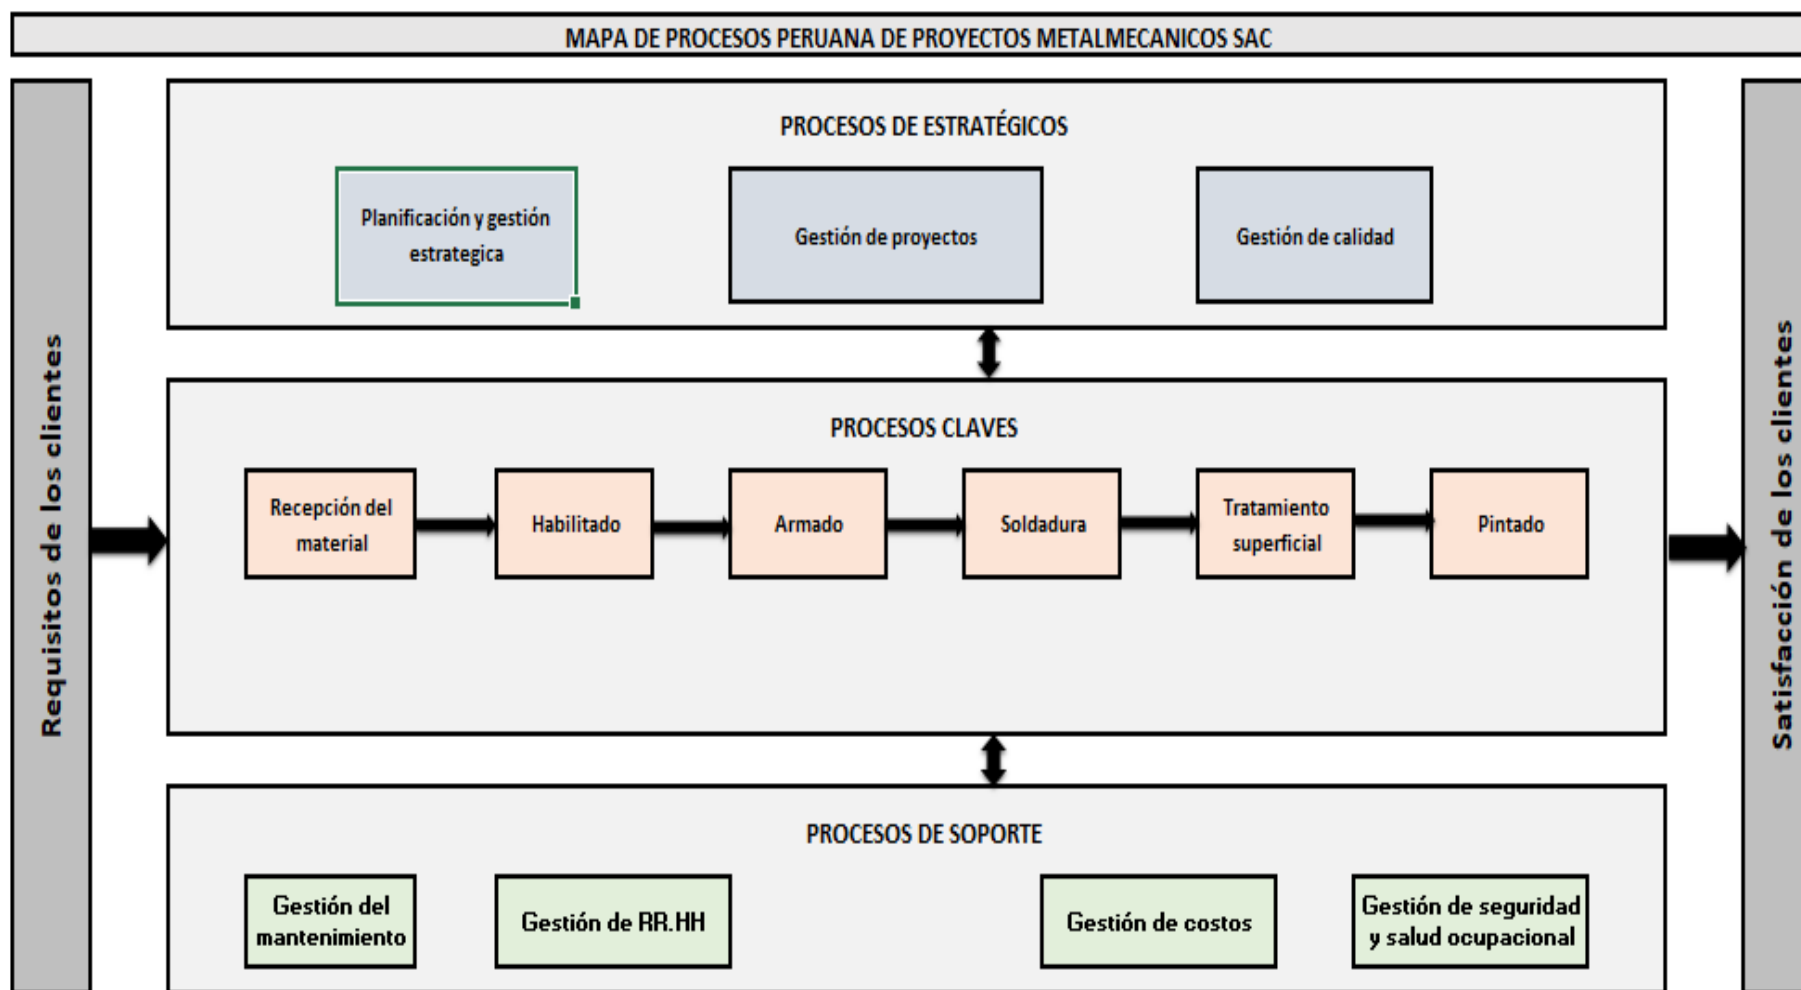 MAPA DE PROCESOS PERUANA DE PROYECTOS METALMECANICOS SAC
Requisitos de los clientes
PROCESOS DE ESTRATÉGICOS
Planificación y gestión
estrategica
Gestión de proyectos
Gestión de calidad
PROCESOS CLAVES
Recepción del
material
Habilitado
Armado
Soldadura
Tratamiento
superficial
Pintado
PROCESOS DE SOPORTE
Gestión del
mantenimiento
Gestión de RR.HH
Gestión de costos
Gestión de seguridad
y salud ocupacional
Satisfacción de los clientes